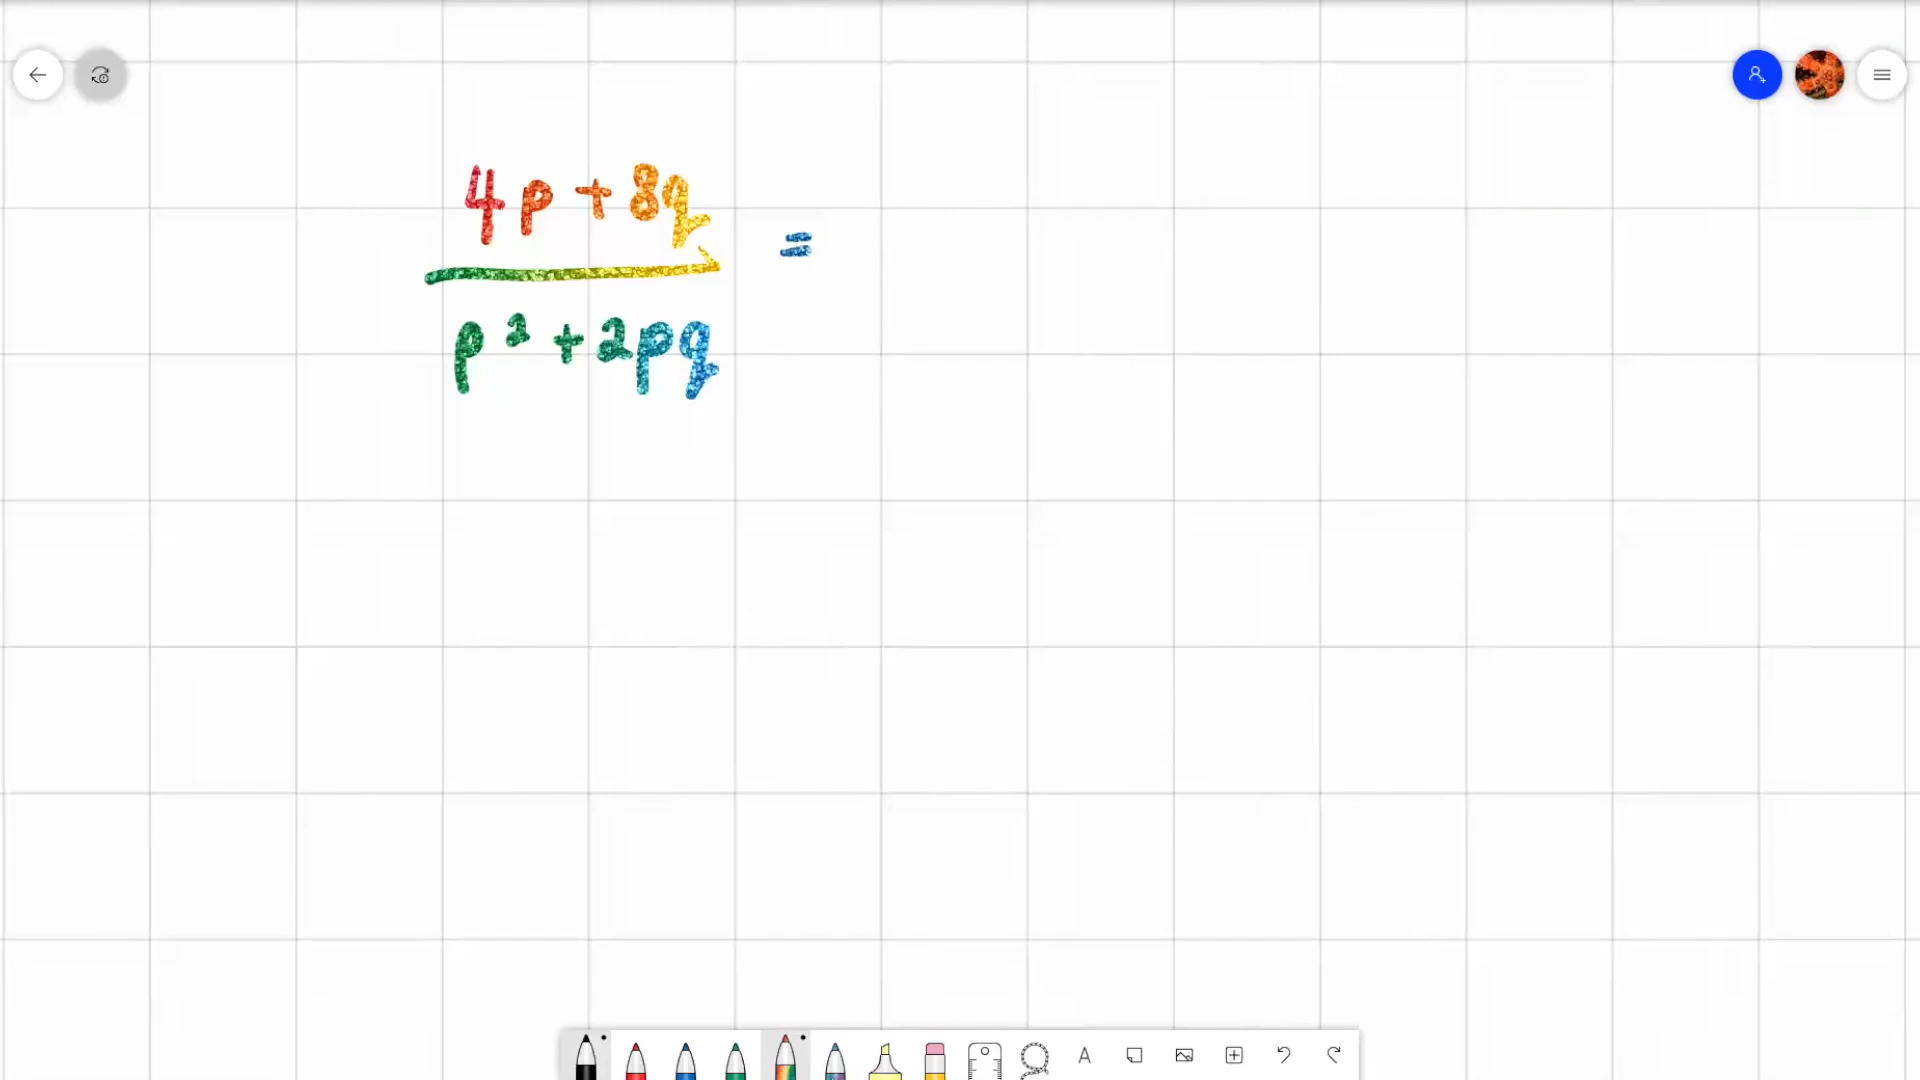 4p + 8q
=
p² + 2pq
A